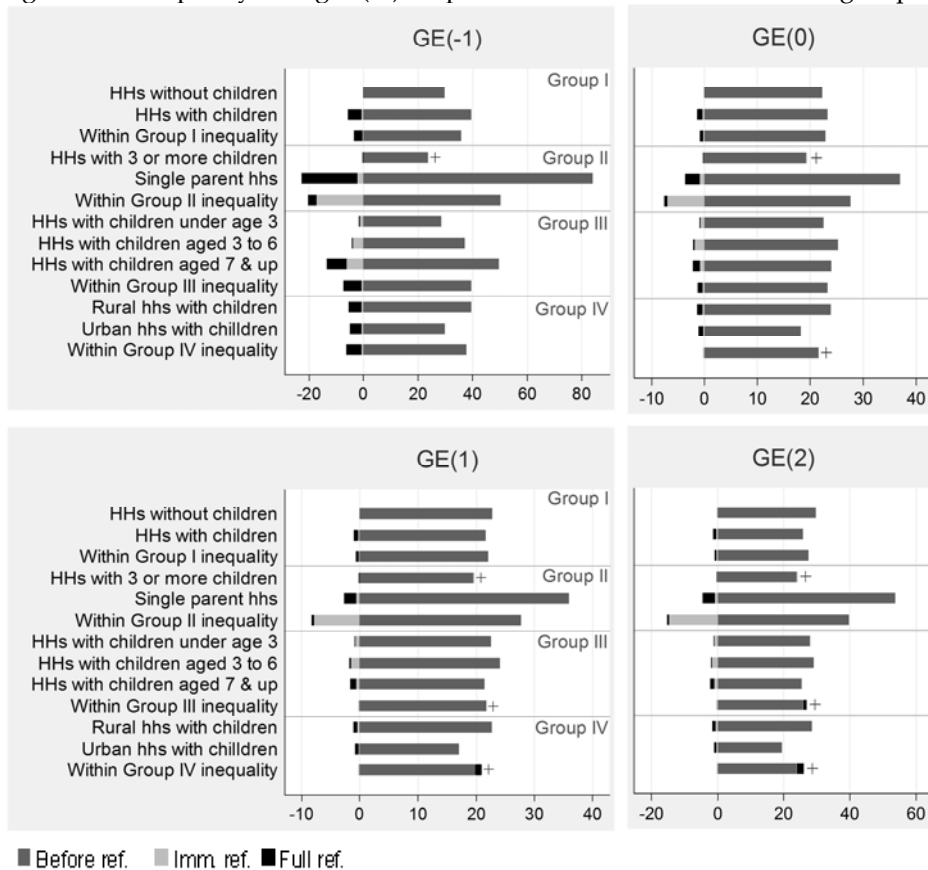 GE(-1)
GE(0)
Group I
HHs without children
HHs with children
Within Group I inequality
HHs with 3 or more children
+
Group II
+
Single parent hhs
Within Group II inequality
HHs with children under age 3
Group III
HHs with children aged 3 to 6
HHs with children aged 7 & up
Within Group III inequality
Rural hhs with children
Group IV
Urban hhs with chilldren
Within Group IV inequality
+
-20 0 20 40 60 80
-10 0 10 20 30 40
GE(1)
GE(2)
Group I
HHs without children
HHs with children
Within Group I inequality
HHs with 3 or more children
+
Group II
+
Single parent hhs
Within Group II inequality
HHs with children under age 3
Group III
HHs with children aged 3 to 6
HHs with children aged 7 & up
Within Group III inequality
+
+
Rural hhs with children
Group IV
Urban hhs with chilldren
Within Group IV inequality
+
+
-10 0 10 20 30 40
-20 0 20 40 60
Before ref. Imm. ref. Full ref.